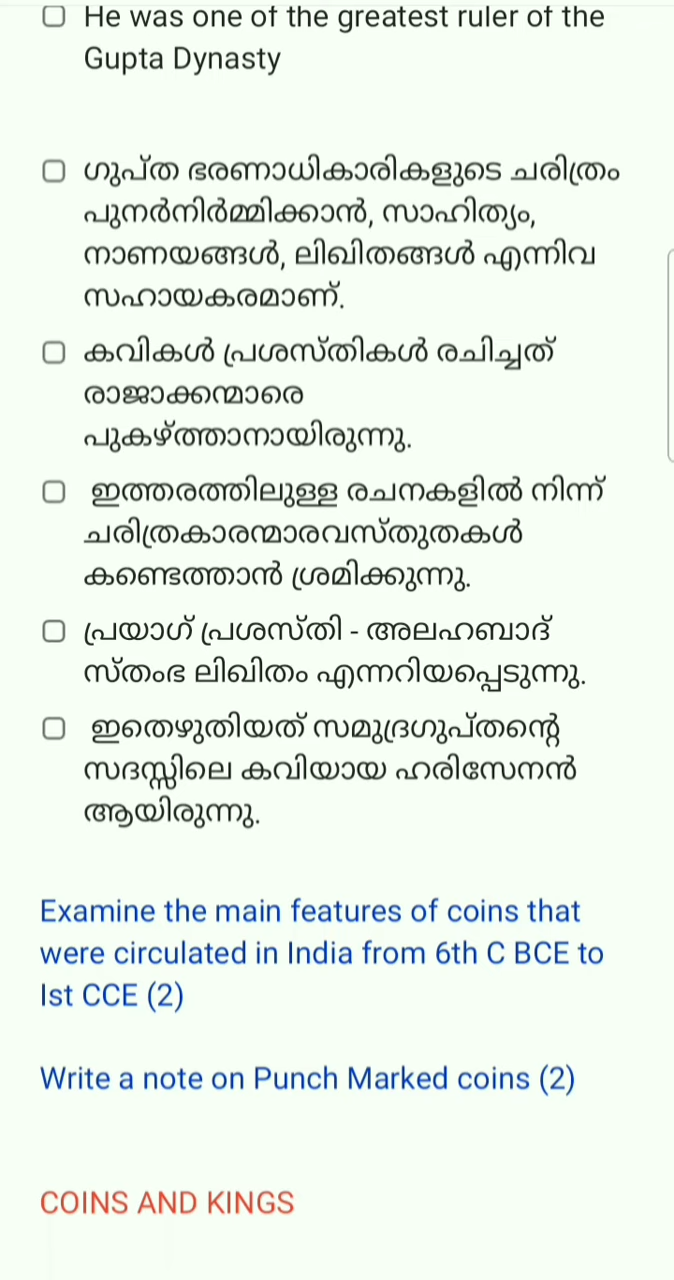 He was one of the greatest ruler of the
Gupta Dynasty
ഗുപ്ത ഭരണാധികാരികളുടെ ചരിത്രം
പുനർനിർമ്മിക്കാൻ, സാഹിത്യം,
നാണയങ്ങൾ, ലിഖിതങ്ങൾ എന്നിവ
സഹായകരമാണ്.
കവികൾ പ്രശസ്തികൾ രചിച്ചത്
രാജാക്കന്മാരെ
പുകഴ്ത്താനായിരുന്നു.
ഇത്തരത്തിലുള്ള രചനകളിൽ നിന്ന്
ചരിത്രകാരന്മാരവസ്തുതകൾ
കണ്ടെത്താൻ ശ്രമിക്കുന്നു.
പ്രയാഗ് പ്രശസ്തി - അലഹബാദ്
സ്തംഭ ലിഖിതം എന്നറിയപ്പെടുന്നു.
ഇതെഴുതിയത് സമുദ്രഗുപ്തന്റെ
സദസ്സിലെ കവിയായ ഹരിസേനൻ
ആയിരുന്നു.
Examine the main features of coins that
were circulated in India from 6th C BCE to
Ist CCE (2)
Write a note on Punch Marked coins (2)
COINS AND KINGS